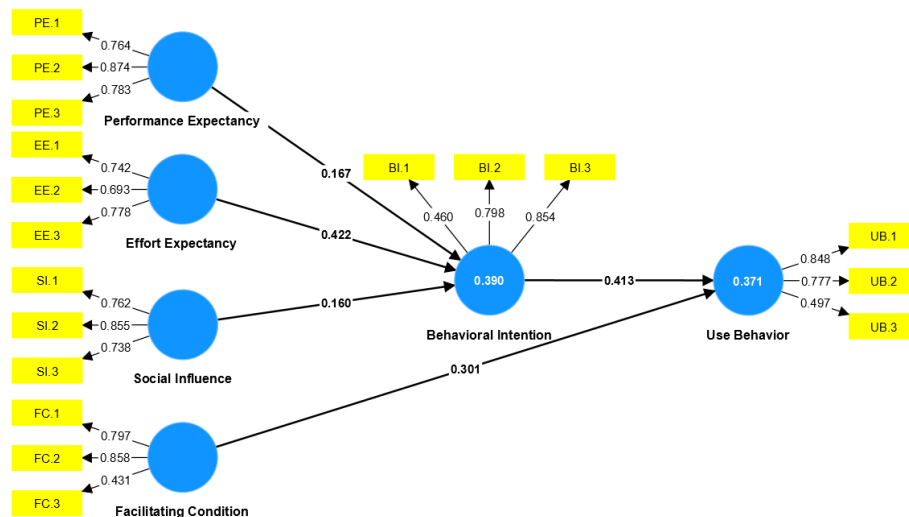 PE.1
0.764
PE.2
0.874
0.783
PE.3
Performance Expectancy
EE.1
0.742
EE.2
0.693
0.778
EE.3
Effort Expectancy
SI.1
0.762
SI.2
0.855
0.738
SI.3
Social Influence
FC.1
0.797
FC.2
0.858
0.431
FC.3
Facilitating Condition
0.167
0.422
0.160
BI.1
BI.2
BI.3
0.460
0.798
0.854
0.390
Behavioral Intention
0.413
0.301
0.371
Use Behavior
UB.1
0.848
UB.2
0.777
0.497
UB.3